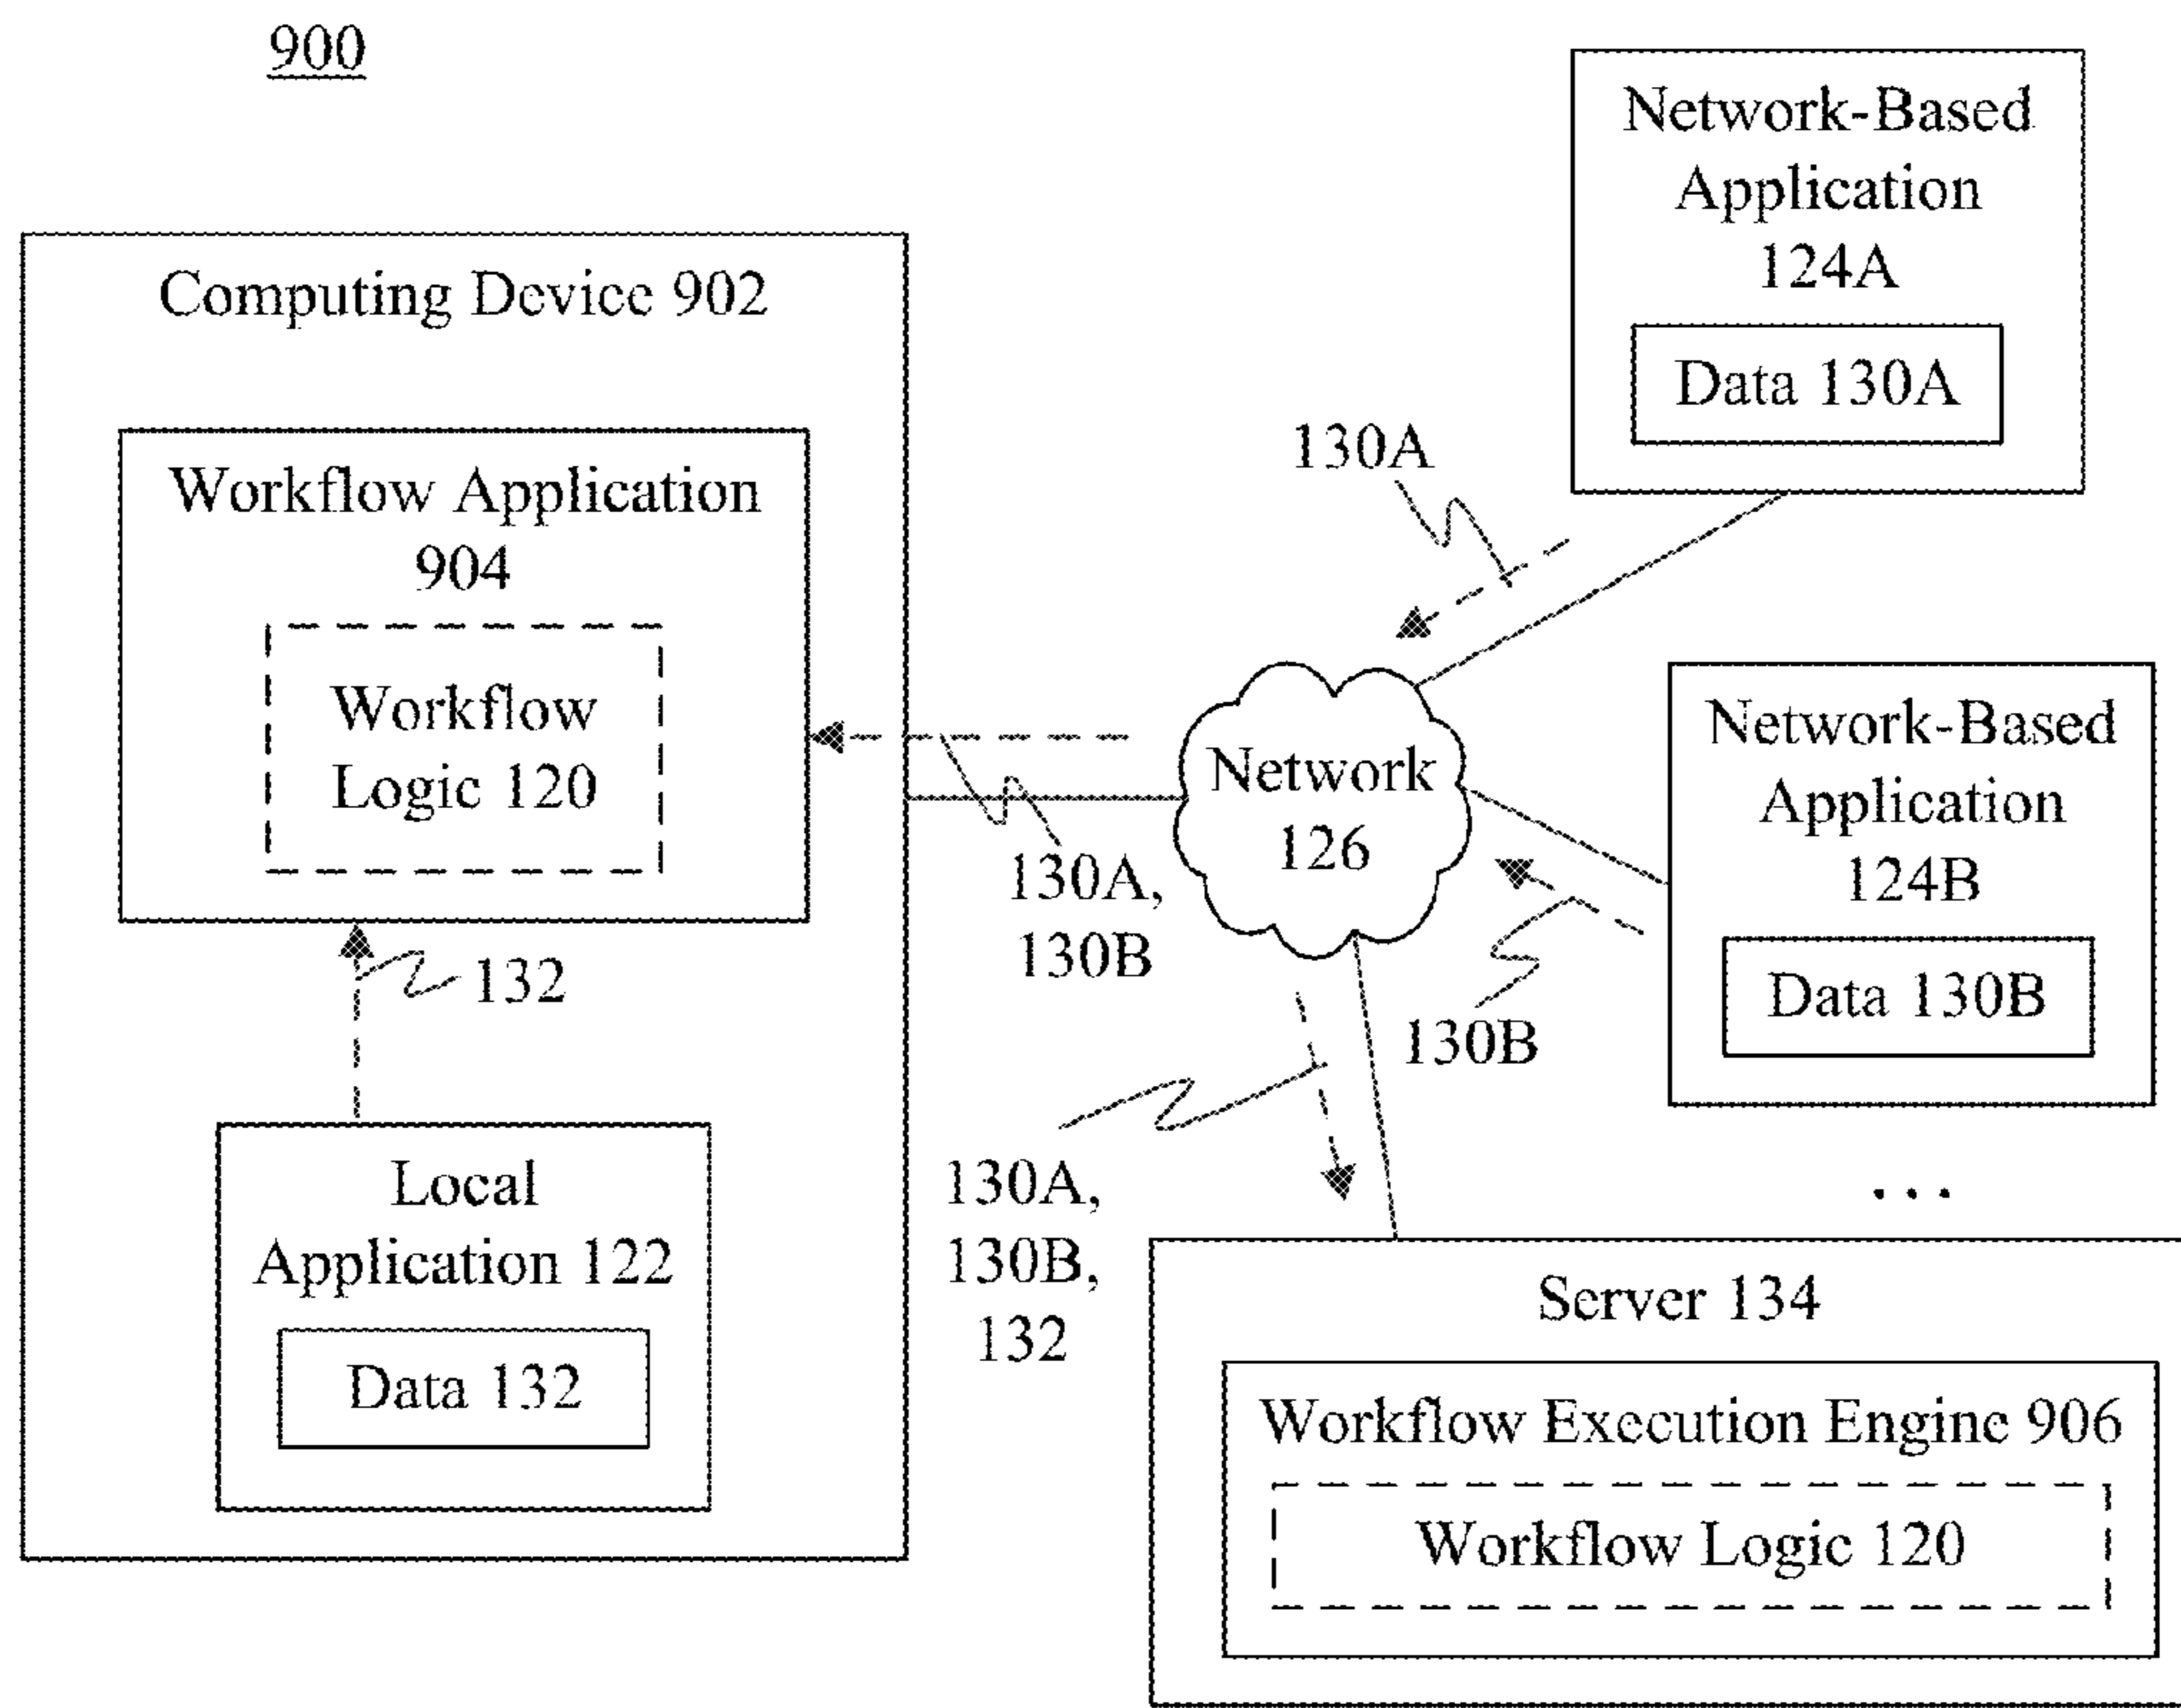 900
Network-Based
Application
124A
Data 130A
Computing Device 902
Workflow Application
904
Workflow
Logic 120
130A
Network
126
130A,
130B
Network-Based
Application
124B
Data 130B
130B
132
Local
Application 122
Data 132
130A,
130B,
132
...
Server 134
Workflow Execution Engine 906
Workflow Logic 120